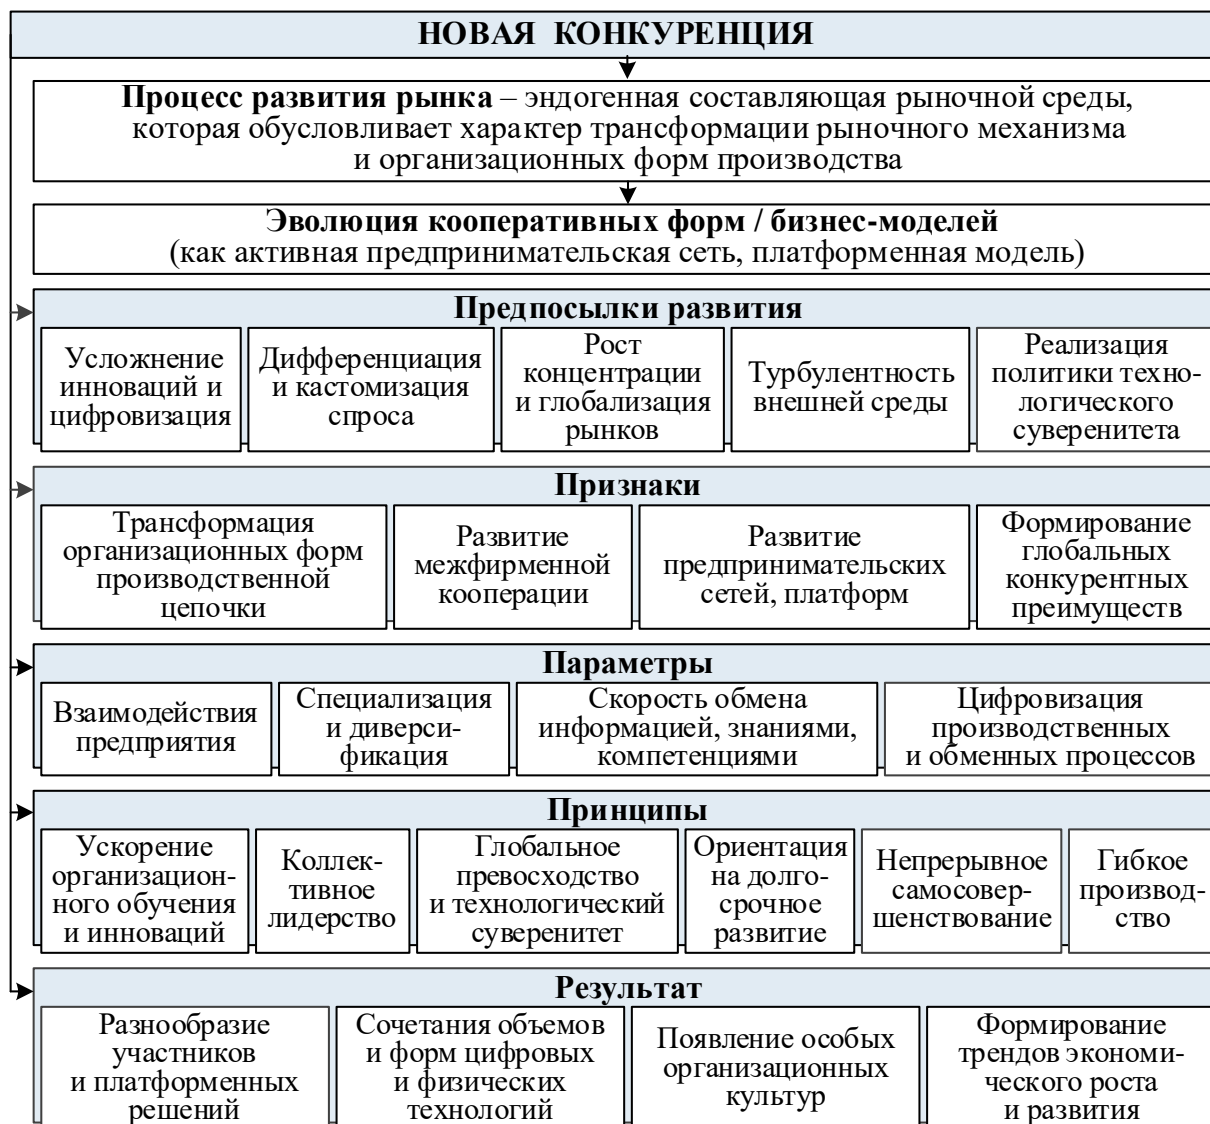 НОВАЯ КОНКУРЕНЦИЯ
Процесс развития рынка – эндогенная составляющая рыночной среды,
которая обусловливает характер трансформации рыночного механизма
и организационных форм производства
Эволюция кооперативных форм / бизнес-моделей
(как активная предпринимательская сеть, платформенная модель)
Предпосылки развития
Усложнение
инноваций и
цифровизация
Дифференциация
и кастомизация
спроса
Рост
концентрации
и глобализация
рынков
Турбулентность
внешней среды
Реализация
политики техно-
логического
суверенитета
Признаки
Трансформация
организационных форм
производственной
цепочки
Развитие
межфирменной
кооперации
Развитие
предпринимательских
сетей, платформ
Формирование
глобальных
конкурентных
преимуществ
Параметры
Взаимодействия
предприятия
Специализация
и диверси-
фикация
Скорость обмена
информацией, знаниями,
компетенциями
Цифровизация
производственных
и обменных процессов
Принципы
Ускорение
организацион-
ного обучения
и инноваций
Коллек-
тивное
лидерство
Глобальное
превосходство
и технологический
суверенитет
Ориентация
на долго-
срочное
развитие
Непрерывное
самосовер-
шенствование
Гибкое
производ-
ство
Результат
Разнообразие
участников
и платформенных
решений
Сочетания объемов
и форм цифровых
и физических
технологий
Появление особых
организационных
культур
Формирование
трендов экономи-
ческого роста
и развития